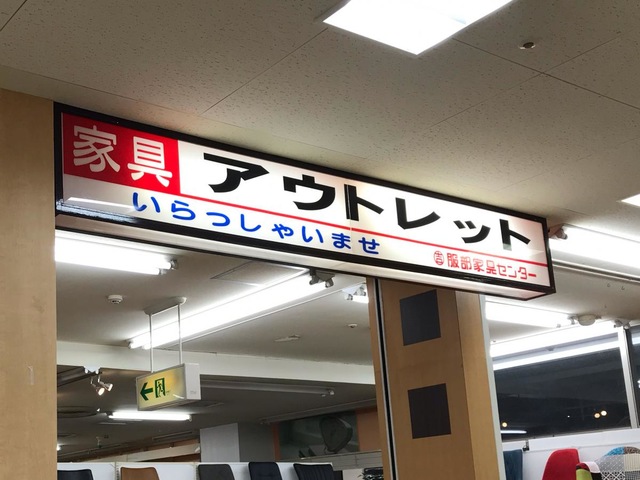 家具 アウトレット
いらっしゃいませ
服部家具センター